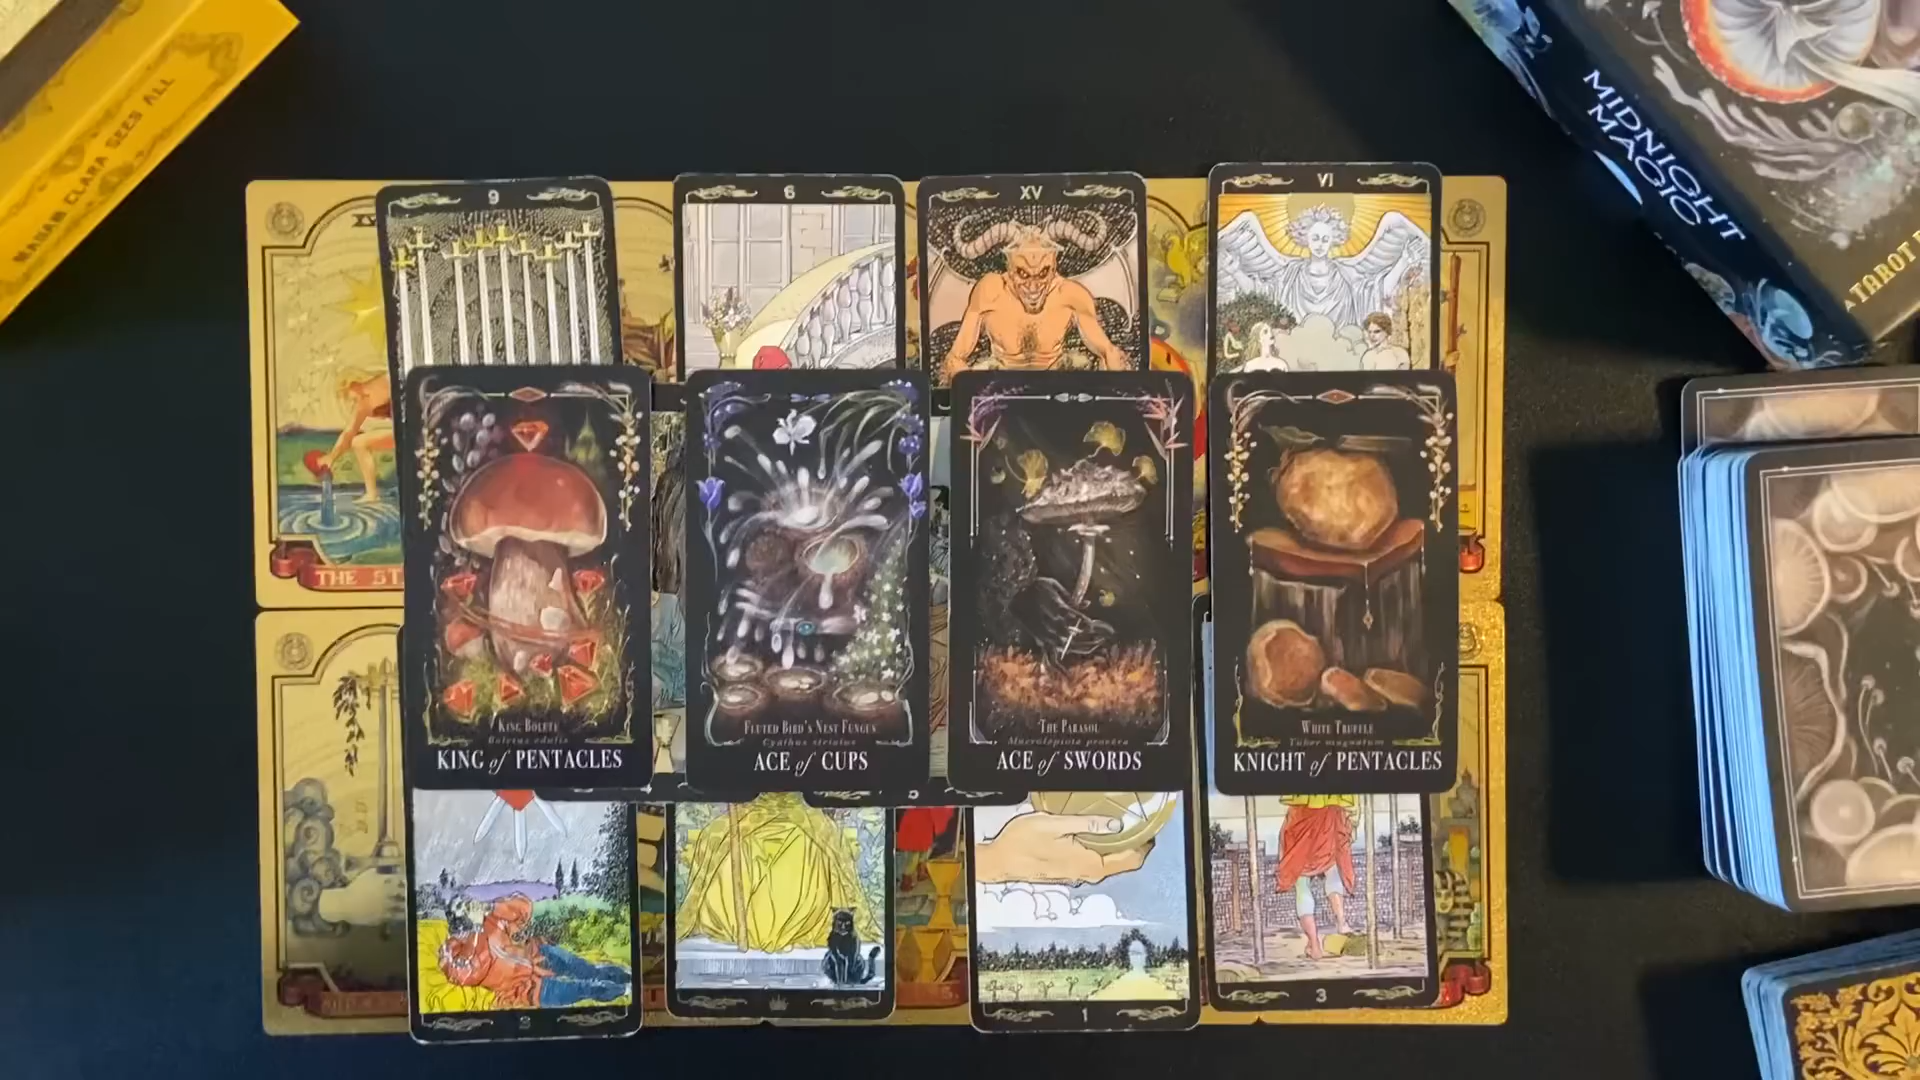 MADAM CLARA SEES ALL
MIDNIGHT
MAGIC
A TAROT
9
6
XV
VI
THE ST
KING BOLETE
Boletus edulis
KING of PENTACLES
FLUTED BIRD'S NEST FUNGUS
Cyathus striatus
ACE of CUPS
THE PARASOL
Macrolepiota procera
ACE of SWORDS
WHITE TRUFFLE
Tuber magnatum
KNIGHT of PENTACLES
5
3
1
3